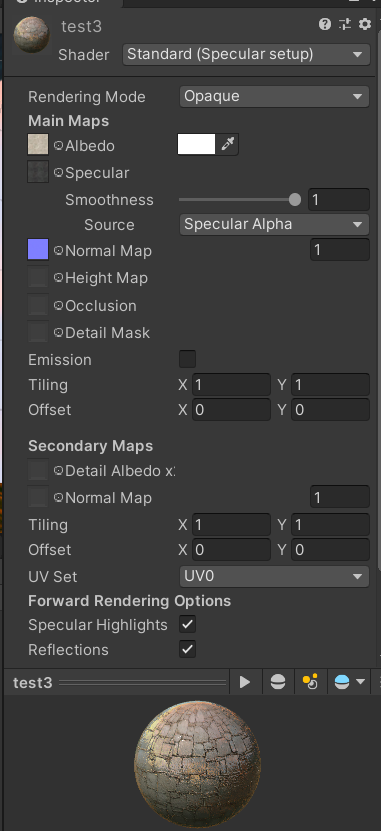 Inspector
test3
Shader Standard (Specular setup)
Rendering Mode Opaque
Main Maps
Albedo
Specular
Smoothness 1
Source Specular Alpha
Normal Map 1
Height Map
Occlusion
Detail Mask
Emission
Tiling X 1 Y 1
Offset X 0 Y 0
Secondary Maps
Detail Albedo x2
Normal Map 1
Tiling X 1 Y 1
Offset X 0 Y 0
UV Set UV0
Forward Rendering Options
Specular Highlights
Reflections
test3